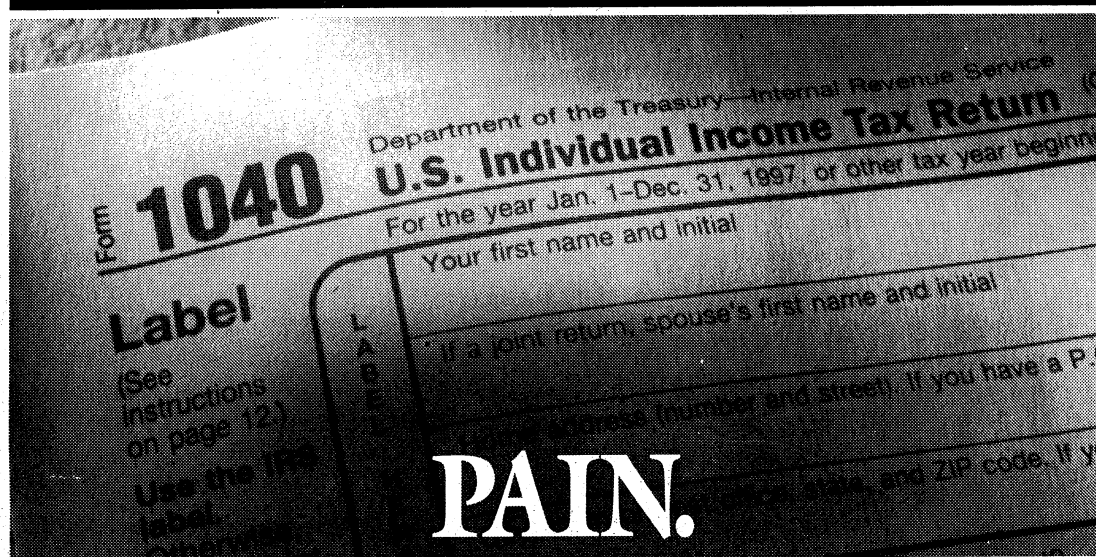 Department of the Treasury—Internal Revenue Service
Form 1040 U.S. Individual Income Tax Return
For the year Jan. 1–Dec. 31, 1997, or other tax year beginn
Label
(See
instructions
on page 12.)
Use the IRS
label.
Otherwise
L
A
B
E
L
H
Your first name and initial
If a joint return, spouse's first name and initial
Home address (number and street). If you have a P.
office, state, and ZIP code. If y
PAIN.